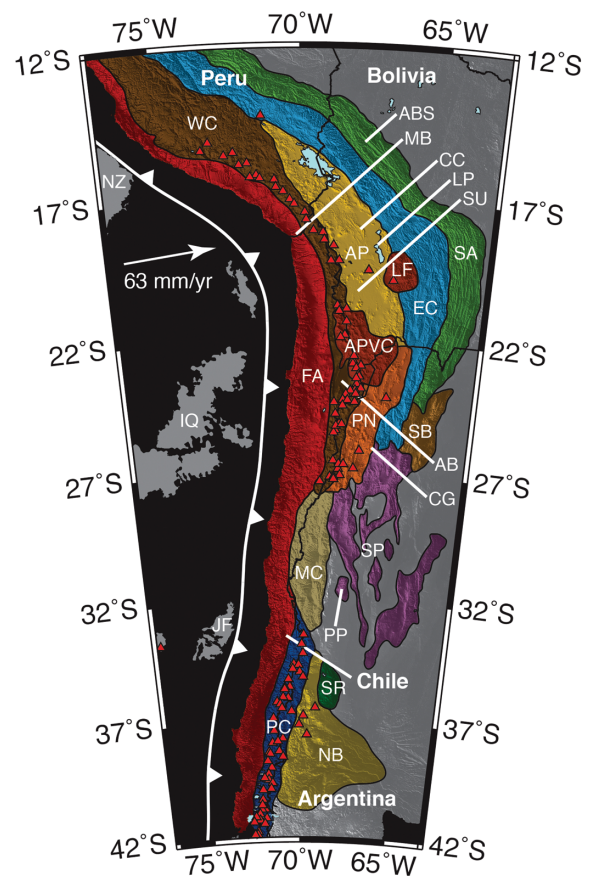 75˚W 70˚W 65˚W
12˚S 12˚S
Peru Bolivia
ABS
WC
MB
CC
NZ
LP
SU
17˚S 17˚S
AP
SA
LF
63 mm/yr
EC
22˚S APVC 22˚S
FA
IQ
PN SB
AB
27˚S 27˚S
CG
SP
MC
32˚S 32˚S
JF
PP
Chile
SR
37˚S PC 37˚S
NB
Argentina
42˚S 42˚S
75˚W 70˚W 65˚W